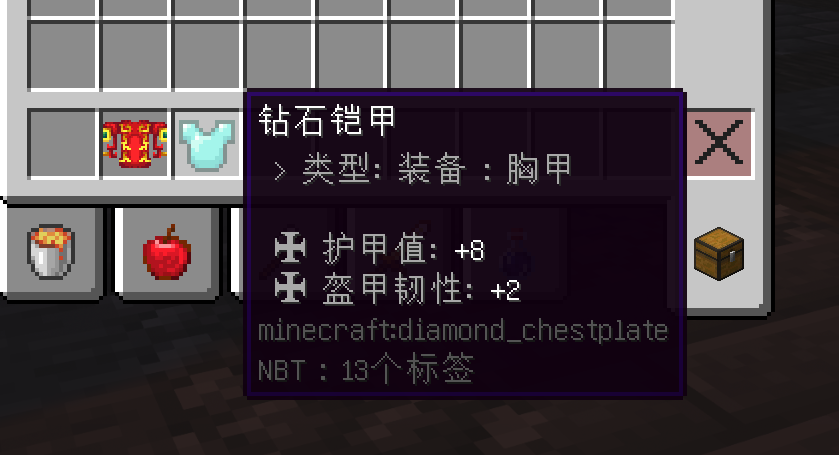 钻石铠甲
> 类型: 装备 : 胸甲
护甲值: +8
盔甲韧性: +2
minecraft:diamond_chestplate
NBT : 13个标签